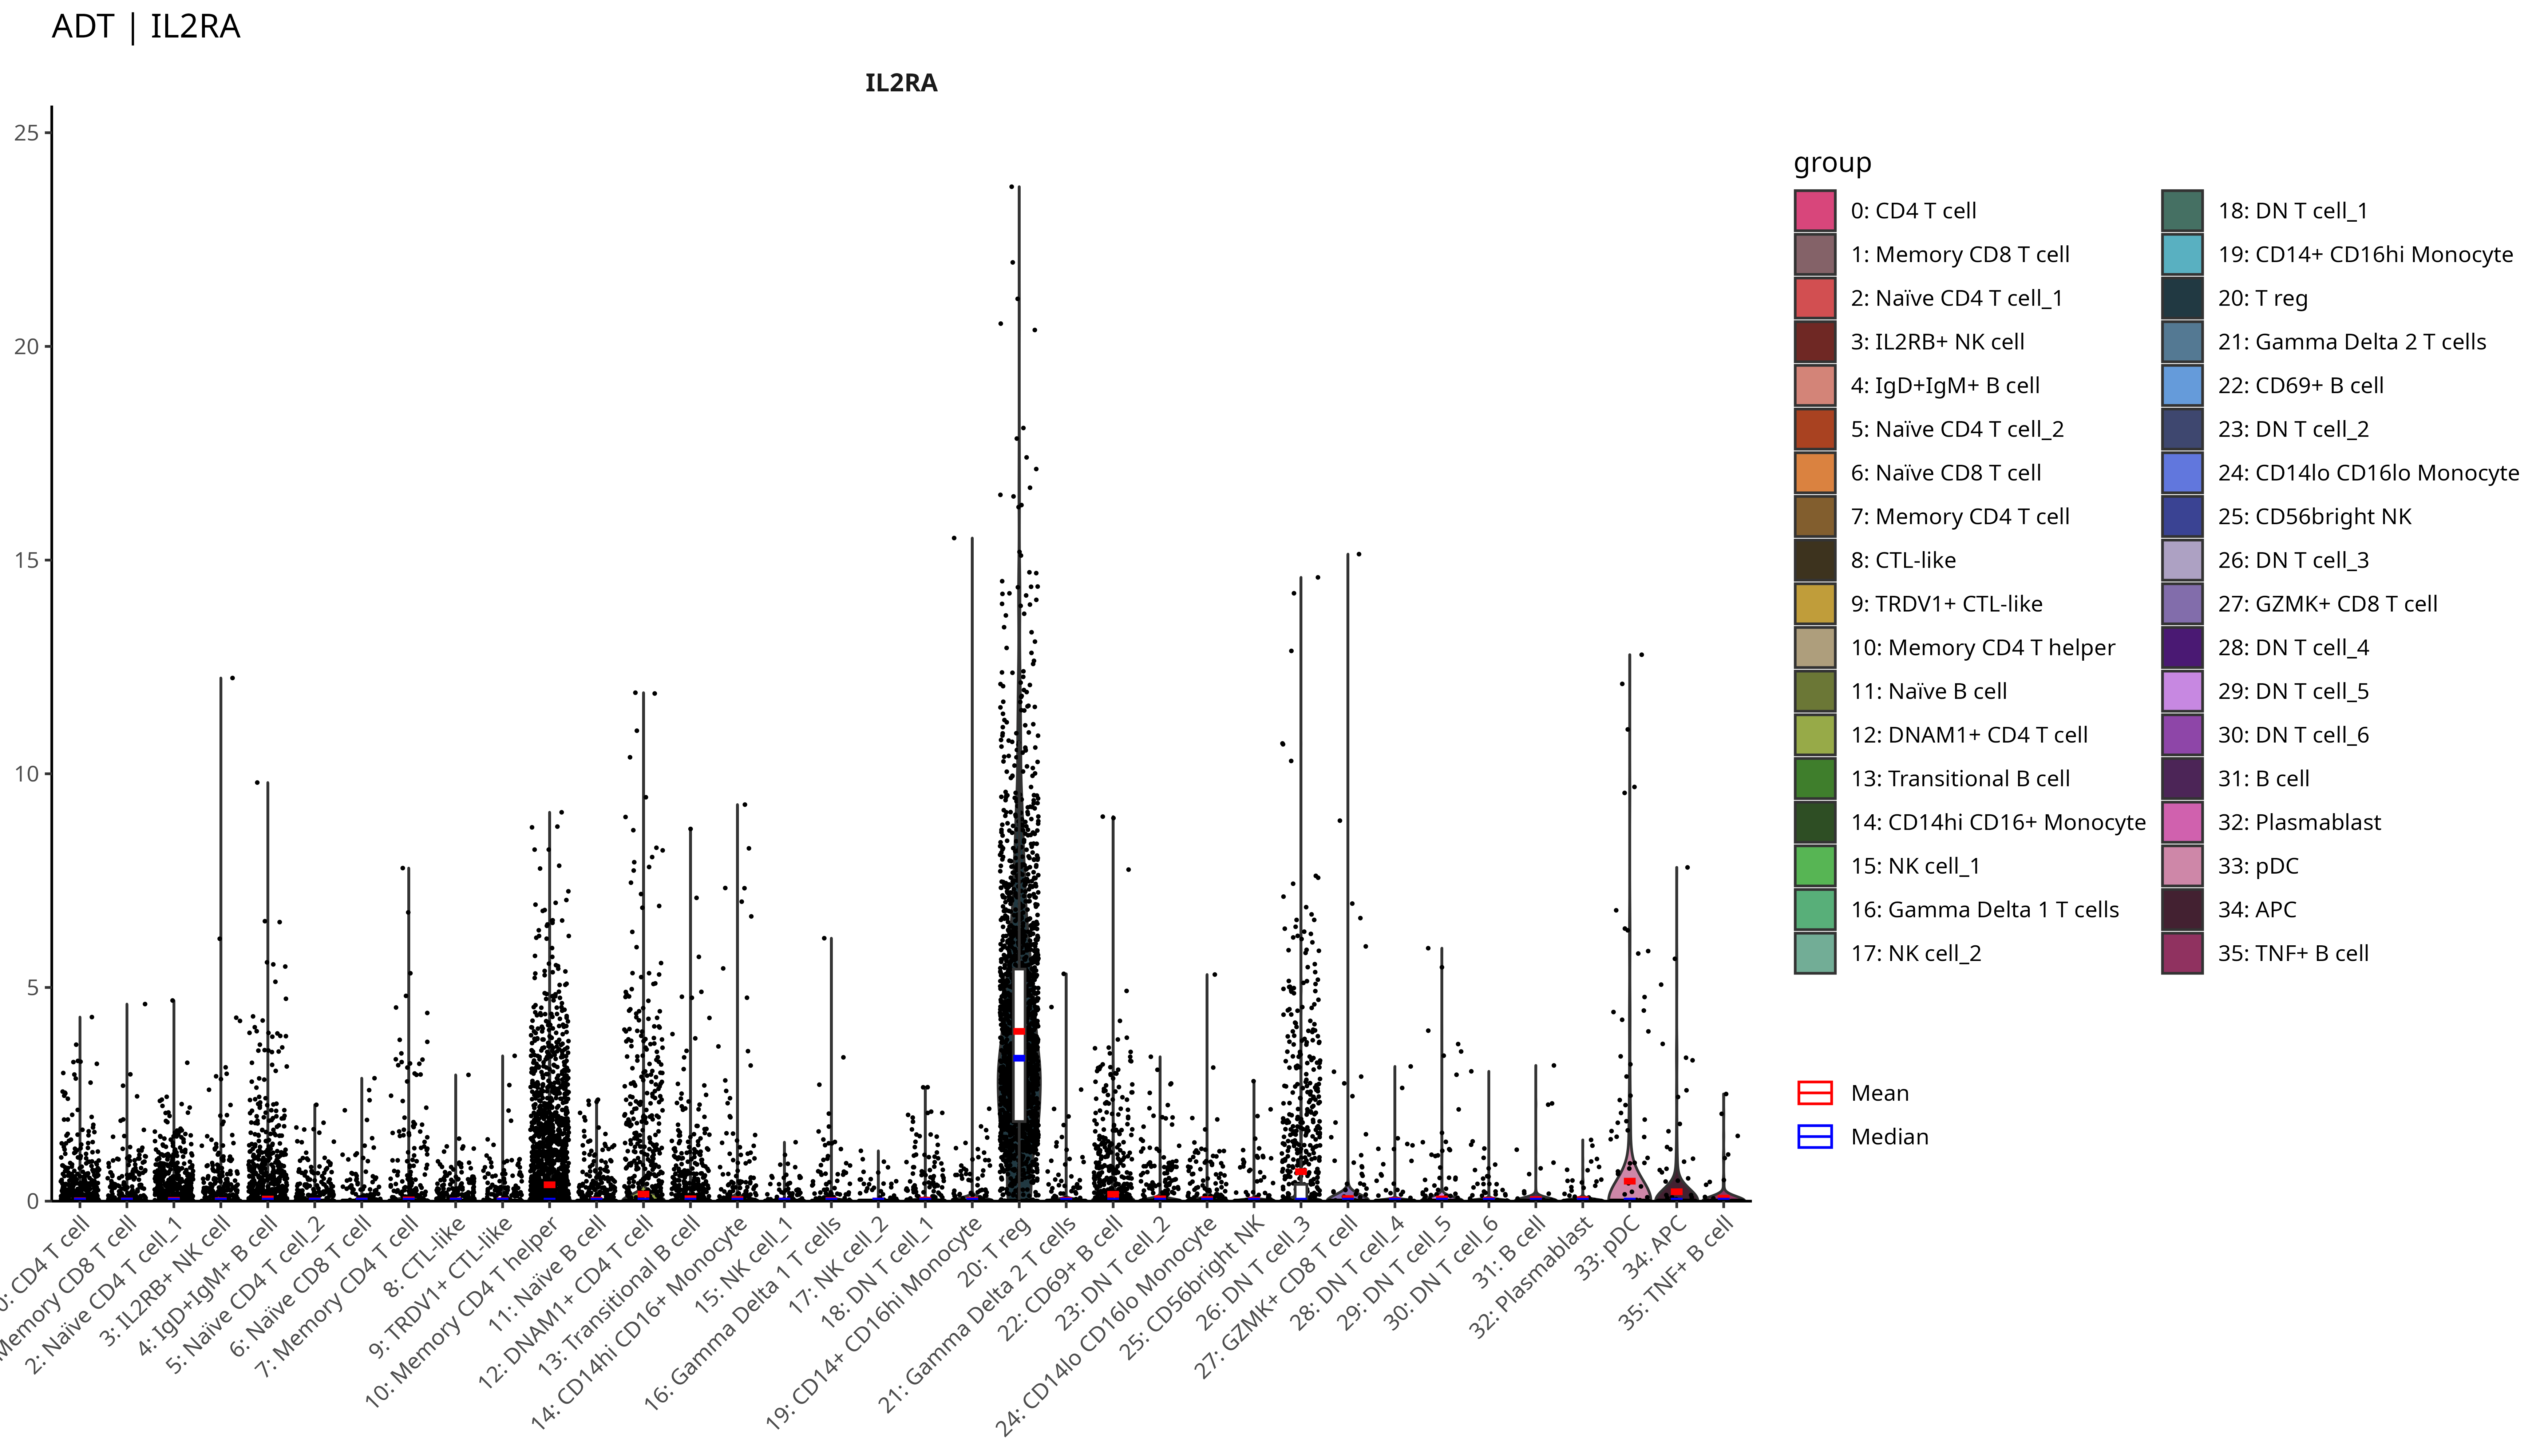 ADT | IL2RA
IL2RA
25
20
15
10
5
0
0: CD4 T cell
Memory CD8 T cell
2: Naïve CD4 T cell_1
3: IL2RB+ NK cell
4: IgD+IgM+ B cell
5: Naïve CD4 T cell_2
6: Naïve CD8 T cell
7: Memory CD4 T cell
8: CTL-like
9: TRDV1+ CTL-like
10: Memory CD4 T helper
11: Naïve B cell
12: DNAM1+ CD4 T cell
13: Transitional B cell
14: CD14hi CD16+ Monocyte
15: NK cell_1
16: Gamma Delta 1 T cells
17: NK cell_2
18: DN T cell_1
19: CD14+ CD16hi Monocyte
20: T reg
21: Gamma Delta 2 T cells
22: CD69+ B cell
23: DN T cell_2
24: CD14lo CD16lo Monocyte
25: CD56bright NK
26: DN T cell_3
27: GZMK+ CD8 T cell
28: DN T cell_4
29: DN T cell_5
30: DN T cell_6
31: B cell
32: Plasmablast
33: pDC
34: APC
35: TNF+ B cell
group
0: CD4 T cell
1: Memory CD8 T cell
2: Naïve CD4 T cell_1
3: IL2RB+ NK cell
4: IgD+IgM+ B cell
5: Naïve CD4 T cell_2
6: Naïve CD8 T cell
7: Memory CD4 T cell
8: CTL-like
9: TRDV1+ CTL-like
10: Memory CD4 T helper
11: Naïve B cell
12: DNAM1+ CD4 T cell
13: Transitional B cell
14: CD14hi CD16+ Monocyte
15: NK cell_1
16: Gamma Delta 1 T cells
17: NK cell_2
18: DN T cell_1
19: CD14+ CD16hi Monocyte
20: T reg
21: Gamma Delta 2 T cells
22: CD69+ B cell
23: DN T cell_2
24: CD14lo CD16lo Monocyte
25: CD56bright NK
26: DN T cell_3
27: GZMK+ CD8 T cell
28: DN T cell_4
29: DN T cell_5
30: DN T cell_6
31: B cell
32: Plasmablast
33: pDC
34: APC
35: TNF+ B cell
Mean
Median